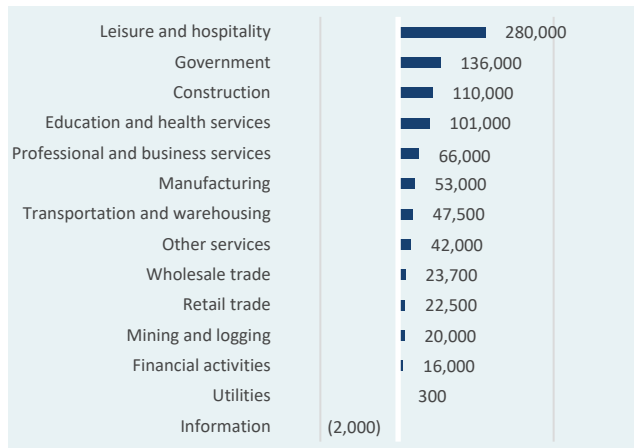 Leisure and hospitality 280,000
Government 136,000
Construction 110,000
Education and health services 101,000
Professional and business services 66,000
Manufacturing 53,000
Transportation and warehousing 47,500
Other services 42,000
Wholesale trade 23,700
Retail trade 22,500
Mining and logging 20,000
Financial activities 16,000
Utilities 300
Information (2,000)